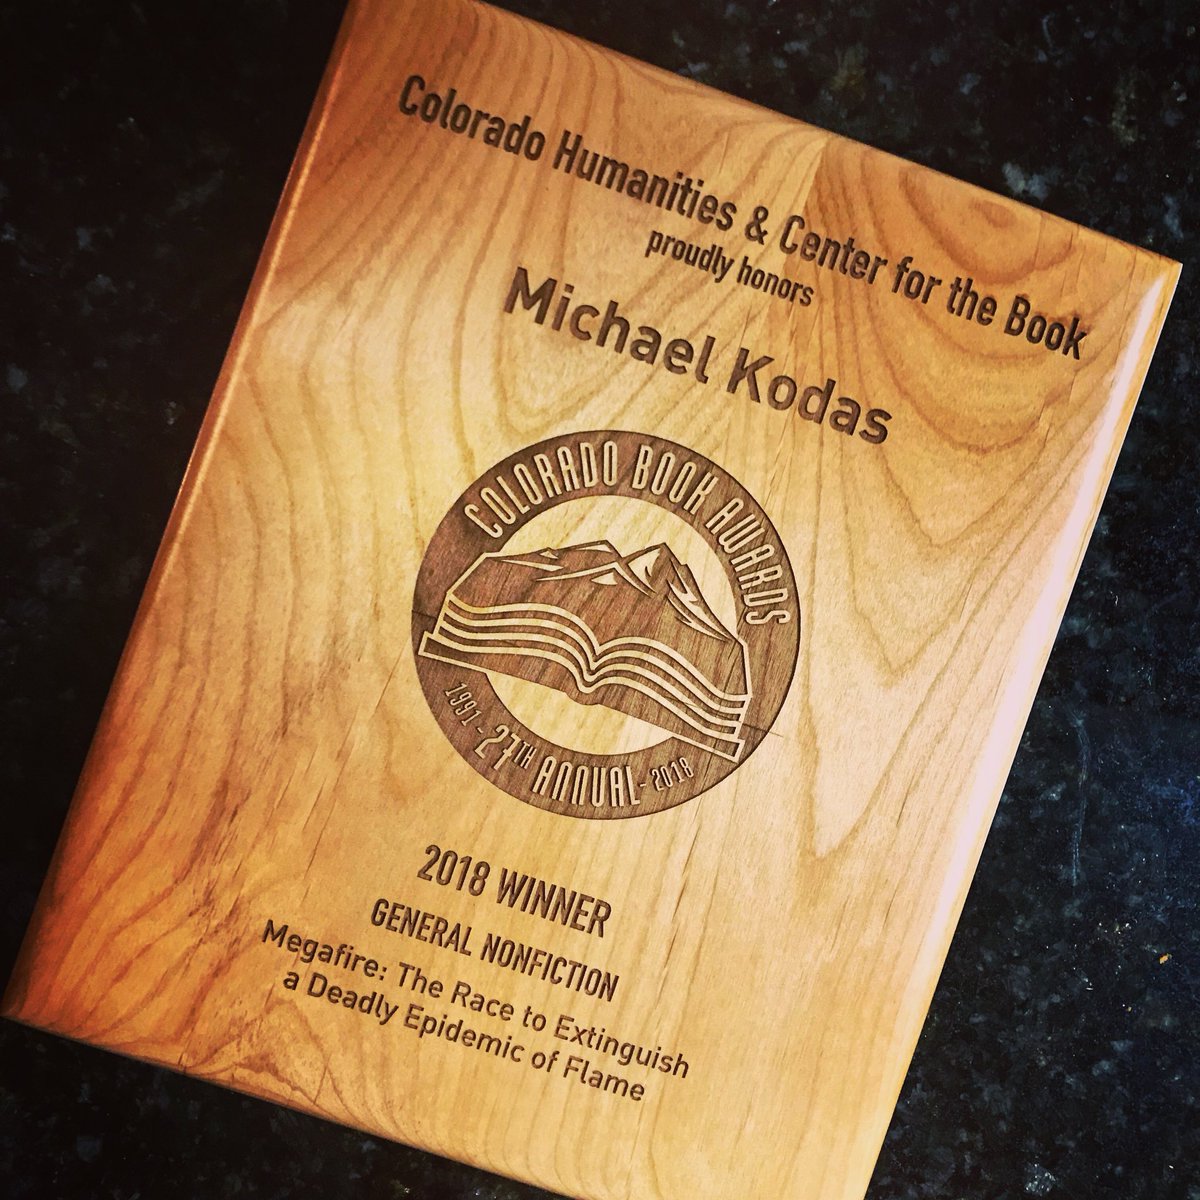 Colorado Humanities & Center for the Book
proudly honors
Michael Kodas
COLORADO BOOK AWARDS
1991 - 27TH ANNUAL - 2018
2018 WINNER
GENERAL NONFICTION
Megafire: The Race to Extinguish
a Deadly Epidemic of Flame